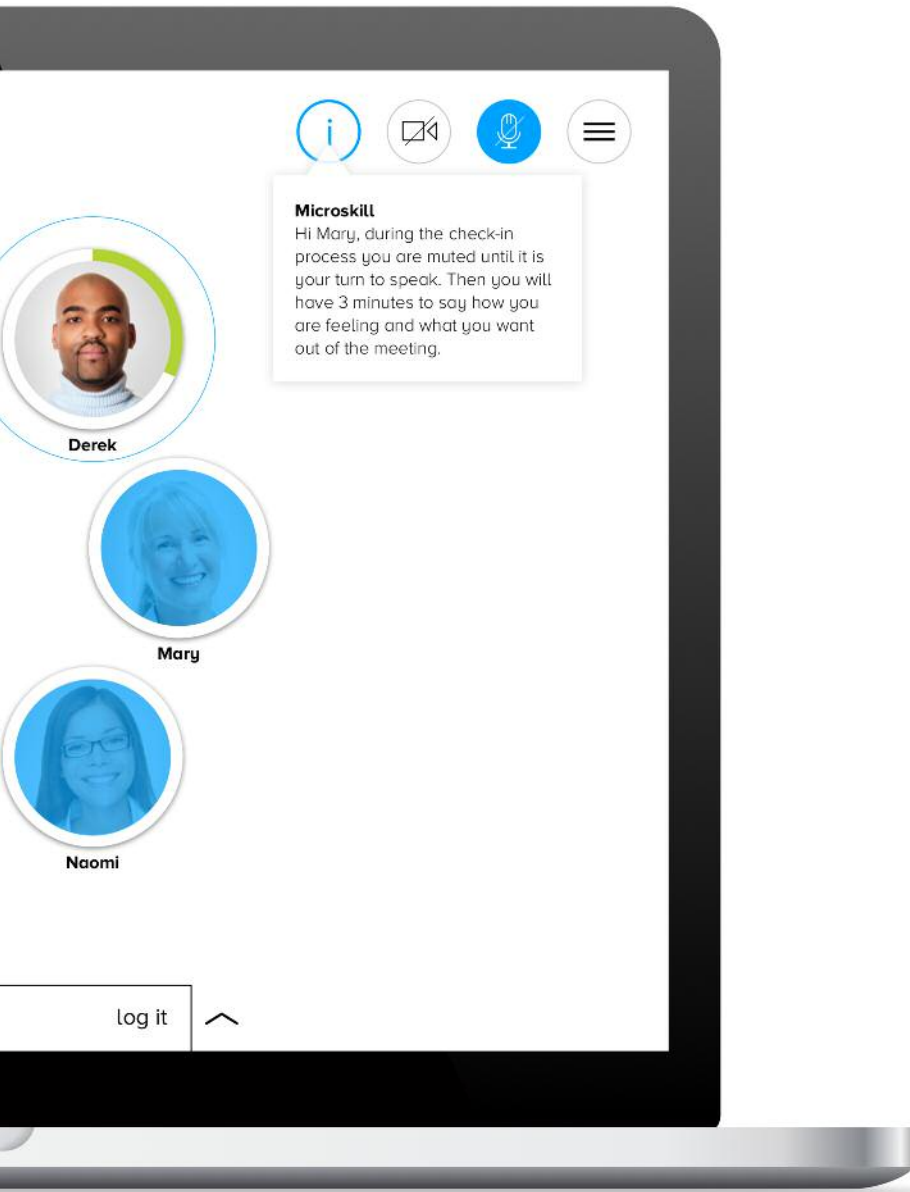 i
Microskill
Hi Mary, during the check-in
process you are muted until it is
your turn to speak. Then you will
have 3 minutes to say how you
are feeling and what you want
out of the meeting.
Derek
Mary
Naomi
log it